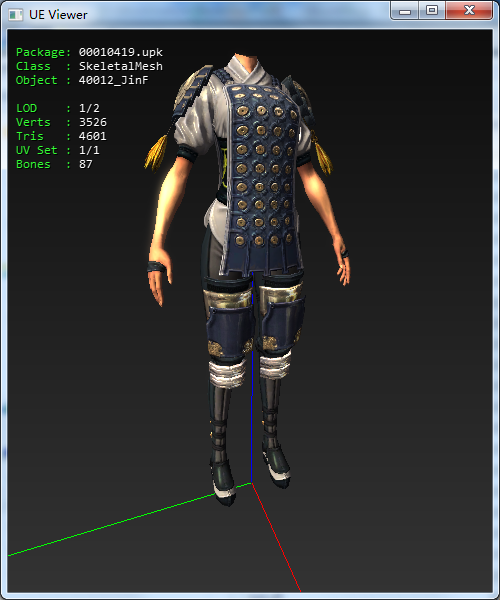 UE Viewer
Package: 00010419.upk
Class : SkeletalMesh
Object : 40012_JinF
LOD : 1/2
Verts : 3526
Tris : 4601
UV Set : 1/1
Bones : 87